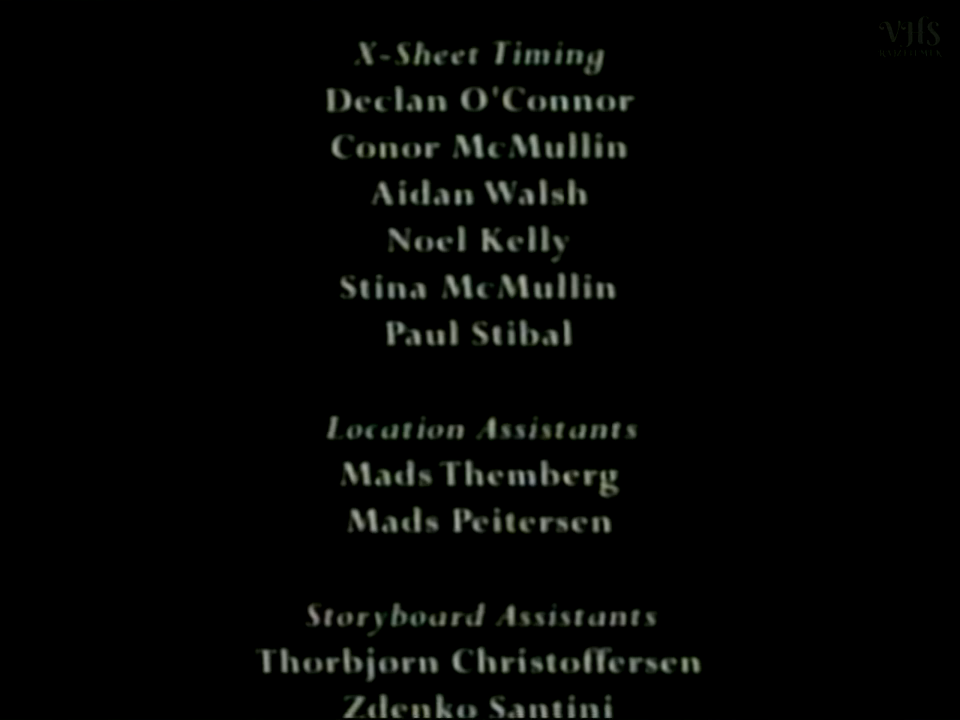 VHS
X-Sheet Timing
Declan O'Connor
Conor McMullin
Aidan Walsh
Noel Kelly
Stina McMullin
Paul Stibal
Location Assistants
Mads Themberg
Mads Peitersen
Storyboard Assistants
Thorbjørn Christoffersen
Zdenko Santini